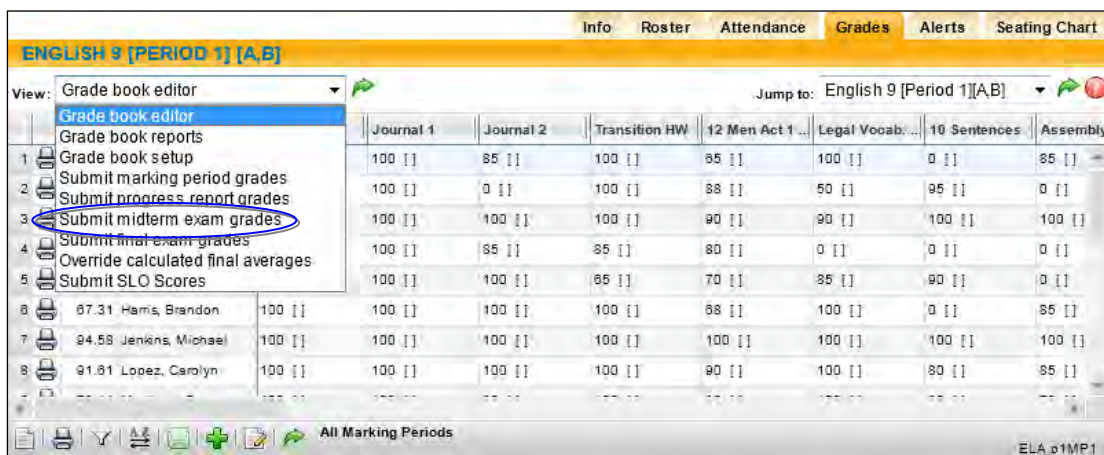 Info Roster Attendance Grades Alerts Seating Chart
ENGLISH 9 [PERIOD 1] [A,B]
View: Grade book editor Jump to: English 9 [Period 1][A,B]
Grade book editor
Grade book reports
Grade book setup
Submit marking period grades
Submit progress report grades
Submit midterm exam grades
Submit final exam grades
Override calculated final averages
Submit SLO Scores
Journal 1 Journal 2 Transition HW 12 Men Act 1 ... Legal Vocab. ... 10 Sentences Assembly
1 100 [] 85 [] 100 [] 65 [] 100 [] 0 [] 85 []
2 100 [] 0 [] 100 [] 88 [] 50 [] 95 [] 0 []
3 100 [] 100 [] 100 [] 90 [] 90 [] 100 [] 100 []
4 100 [] 85 [] 85 [] 80 [] 0 [] 0 [] 0 []
5 100 [] 100 [] 65 [] 70 [] 85 [] 90 [] 0 []
6 67.31 Harris, Brandon 100 [] 100 [] 100 [] 100 [] 68 [] 100 [] 0 [] 85 []
7 94.58 Jenkins, Michael 100 [] 100 [] 100 [] 100 [] 100 [] 100 [] 100 [] 100 []
8 91.61 Lopez, Carolyn 100 [] 100 [] 100 [] 100 [] 90 [] 100 [] 80 [] 85 []
All Marking Periods
ELA p1MP1